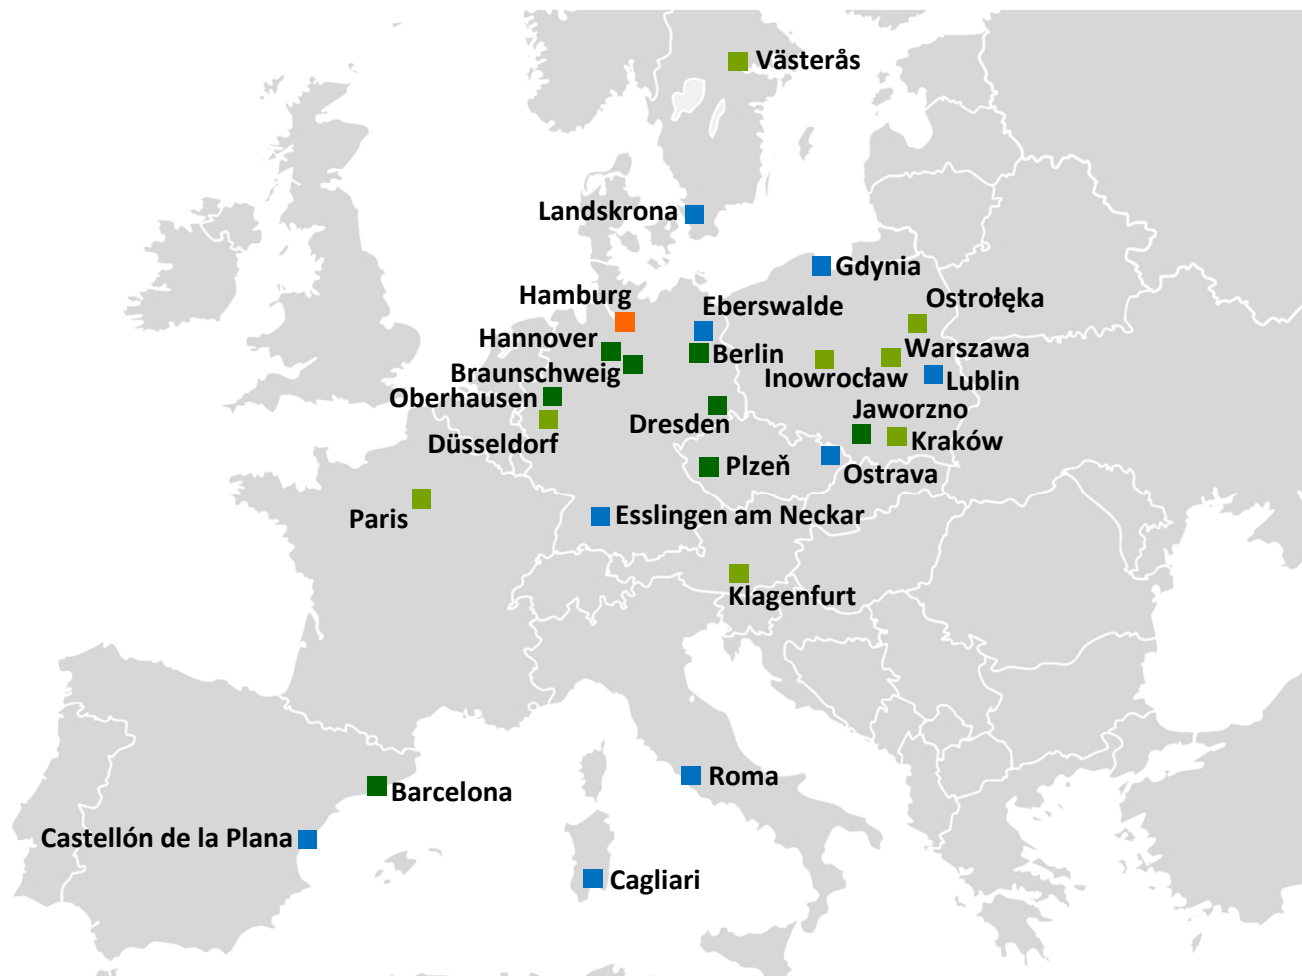 Västerås
Landskrona
Gdynia
Hamburg
Eberswalde
Ostrołęka
Hannover
Berlin
Warszawa
Braunschweig
Inowrocław
Lublin
Oberhausen
Jaworzno
Dresden
Düsseldorf
Kraków
Plzeň
Ostrava
Paris
Esslingen am Neckar
Klagenfurt
Roma
Barcelona
Castellón de la Plana
Cagliari